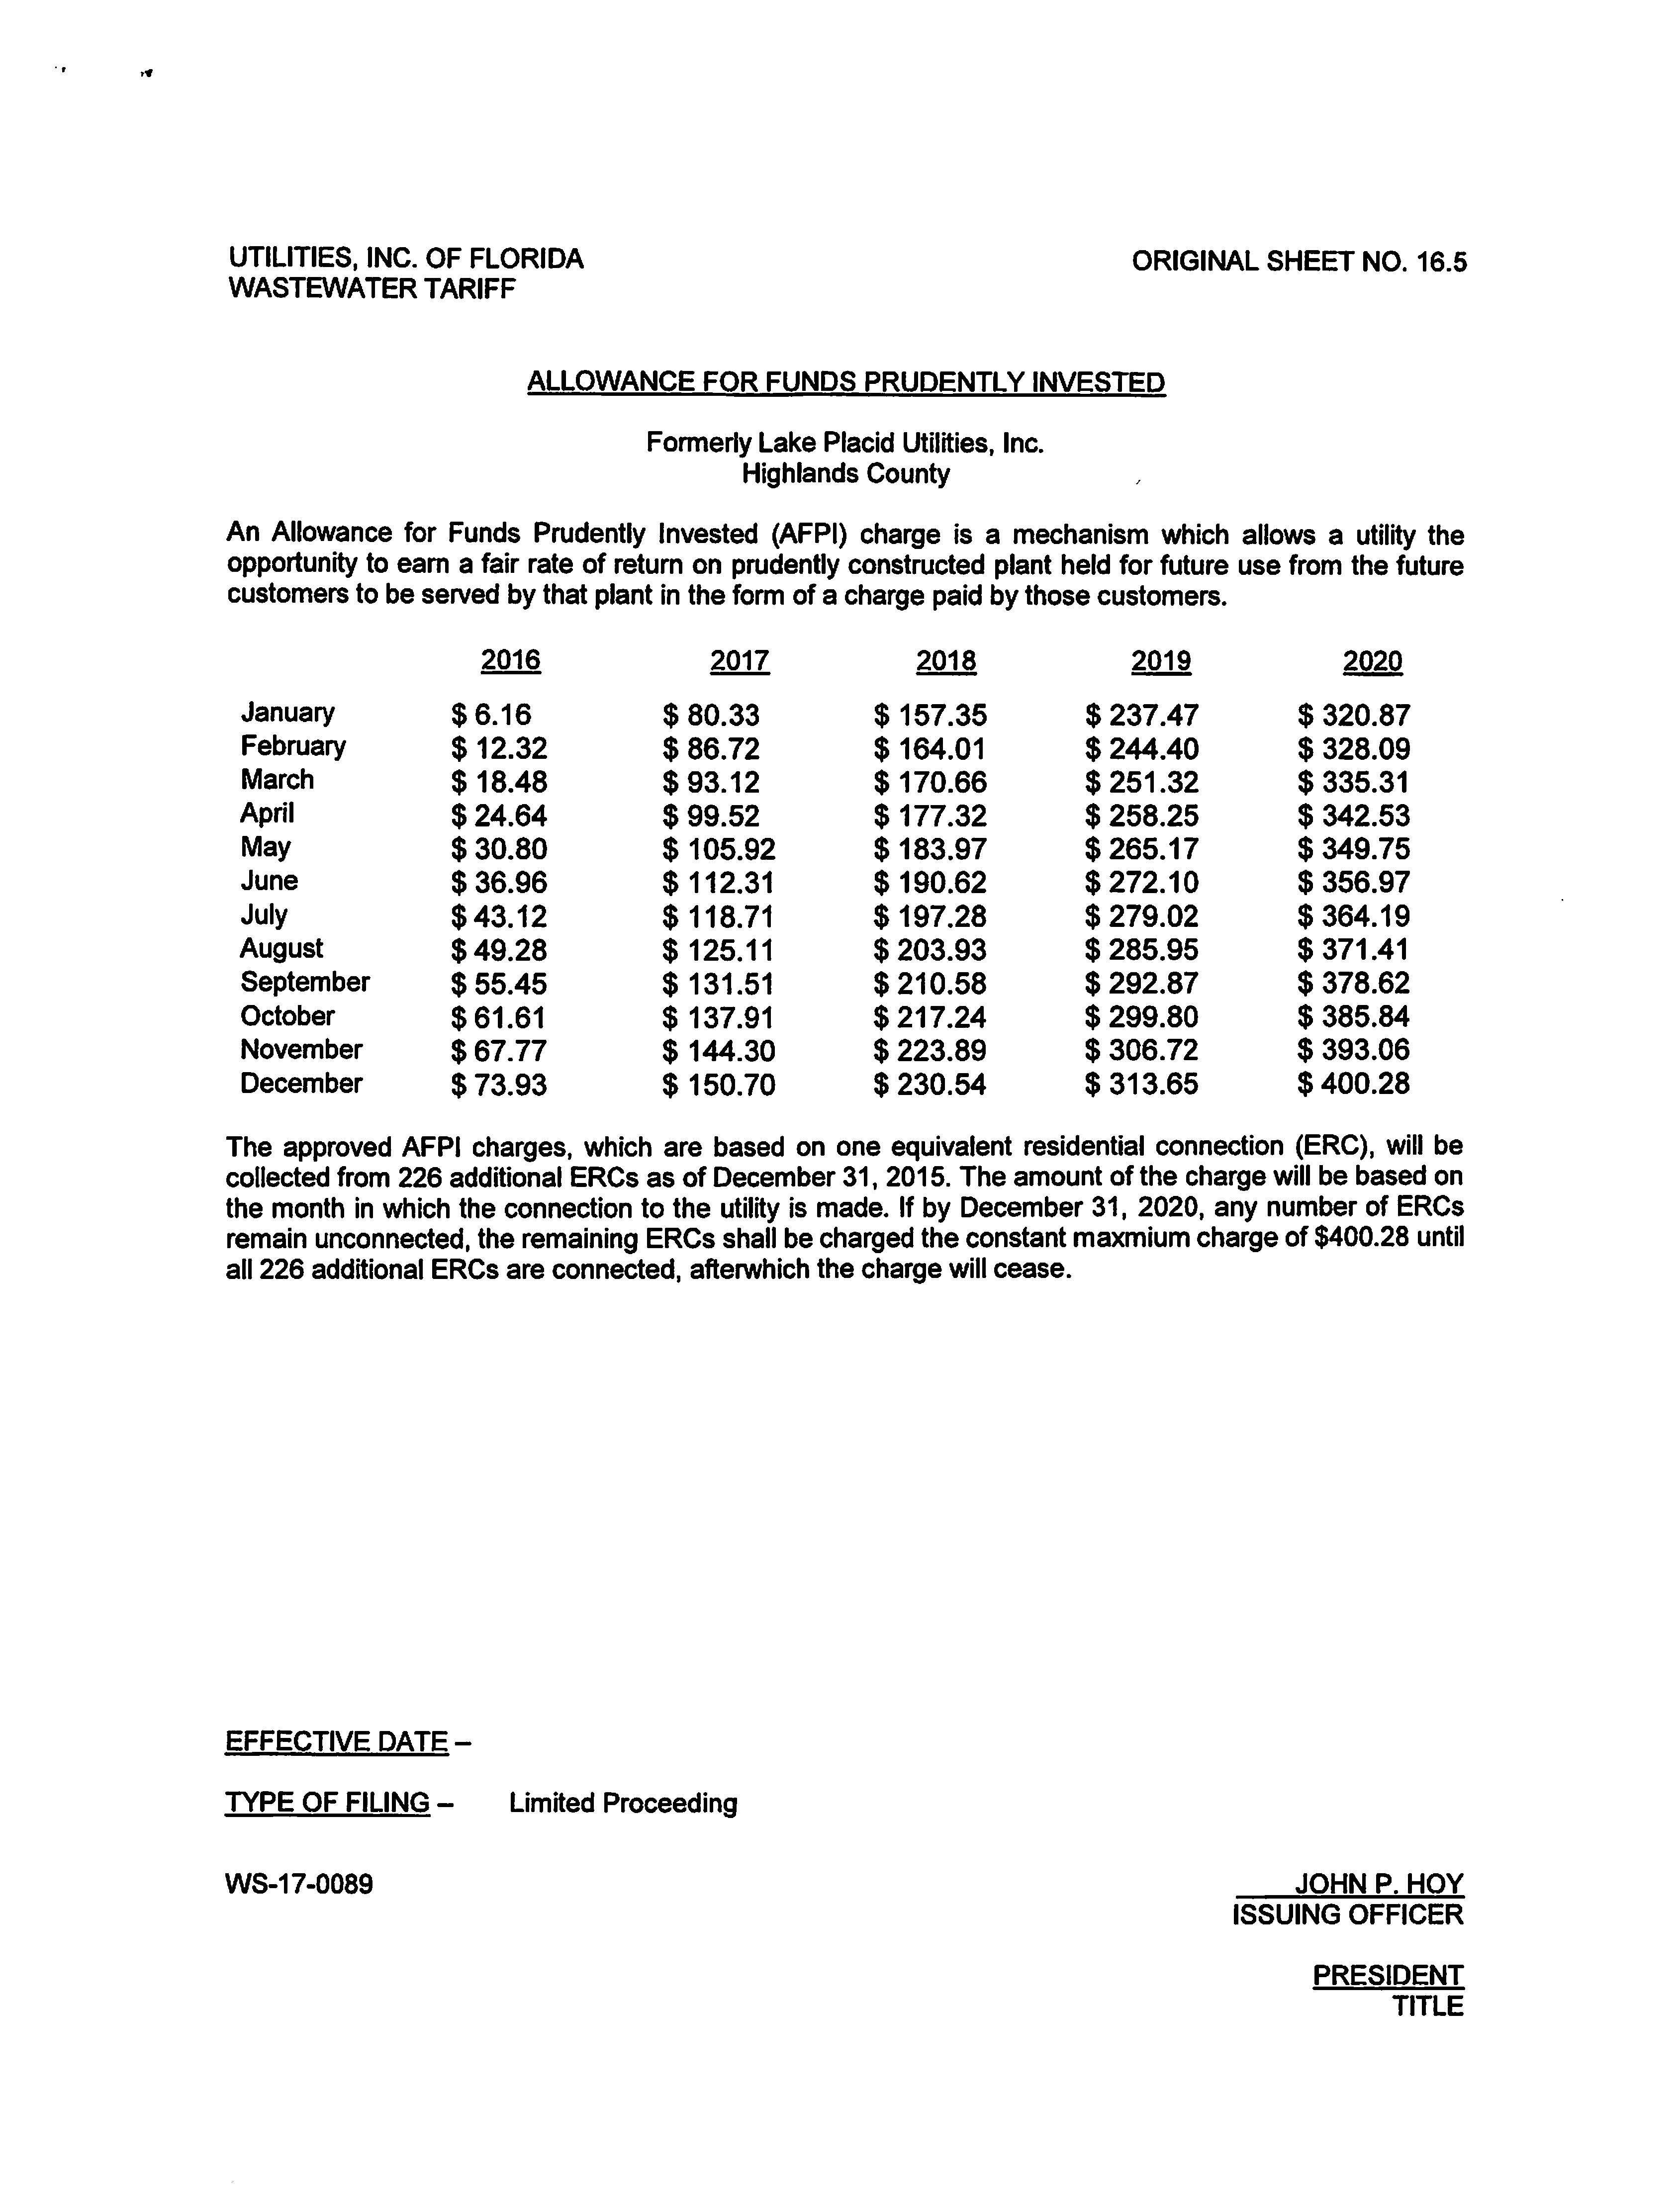 UTILITIES, INC. OF FLORIDA ORIGINAL SHEET NO. 16.5
WASTEWATER TARIFF
ALLOWANCE FOR FUNDS PRUDENTLY INVESTED
Formerly Lake Placid Utilities, Inc.
Highlands County
An Allowance for Funds Prudently Invested (AFPI) charge is a mechanism which allows a utility the
opportunity to earn a fair rate of return on prudently constructed plant held for future use from the future
customers to be served by that plant in the form of a charge paid by those customers.
2016 2017 2018 2019 2020
January $ 6.16 $ 80.33 $ 157.35 $ 237.47 $ 320.87
February $ 12.32 $ 86.72 $ 164.01 $ 244.40 $ 328.09
March $ 18.48 $ 93.12 $ 170.66 $ 251.32 $ 335.31
April $ 24.64 $ 99.52 $ 177.32 $ 258.25 $ 342.53
May $ 30.80 $ 105.92 $ 183.97 $ 265.17 $ 349.75
June $ 36.96 $ 112.31 $ 190.62 $ 272.10 $ 356.97
July $ 43.12 $ 118.71 $ 197.28 $ 279.02 $ 364.19
August $ 49.28 $ 125.11 $ 203.93 $ 285.95 $ 371.41
September $ 55.45 $ 131.51 $ 210.58 $ 292.87 $ 378.62
October $ 61.61 $ 137.91 $ 217.24 $ 299.80 $ 385.84
November $ 67.77 $ 144.30 $ 223.89 $ 306.72 $ 393.06
December $ 73.93 $ 150.70 $ 230.54 $ 313.65 $ 400.28
The approved AFPI charges, which are based on one equivalent residential connection (ERC), will be
collected from 226 additional ERCs as of December 31, 2015. The amount of the charge will be based on
the month in which the connection to the utility is made. If by December 31, 2020, any number of ERCs
remain unconnected, the remaining ERCs shall be charged the constant maxmium charge of $400.28 until
all 226 additional ERCs are connected, afterwhich the charge will cease.
EFFECTIVE DATE –
TYPE OF FILING – Limited Proceeding
WS-17-0089 JOHN P. HOY
ISSUING OFFICER
PRESIDENT
TITLE